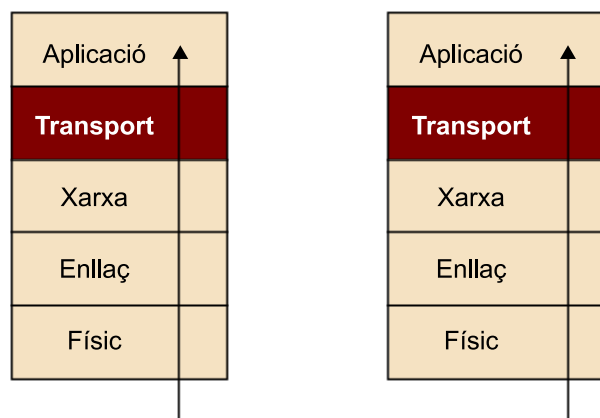 Aplicació
Transport
Xarxa
Enllaç
Físic
Aplicació
Transport
Xarxa
Enllaç
Físic